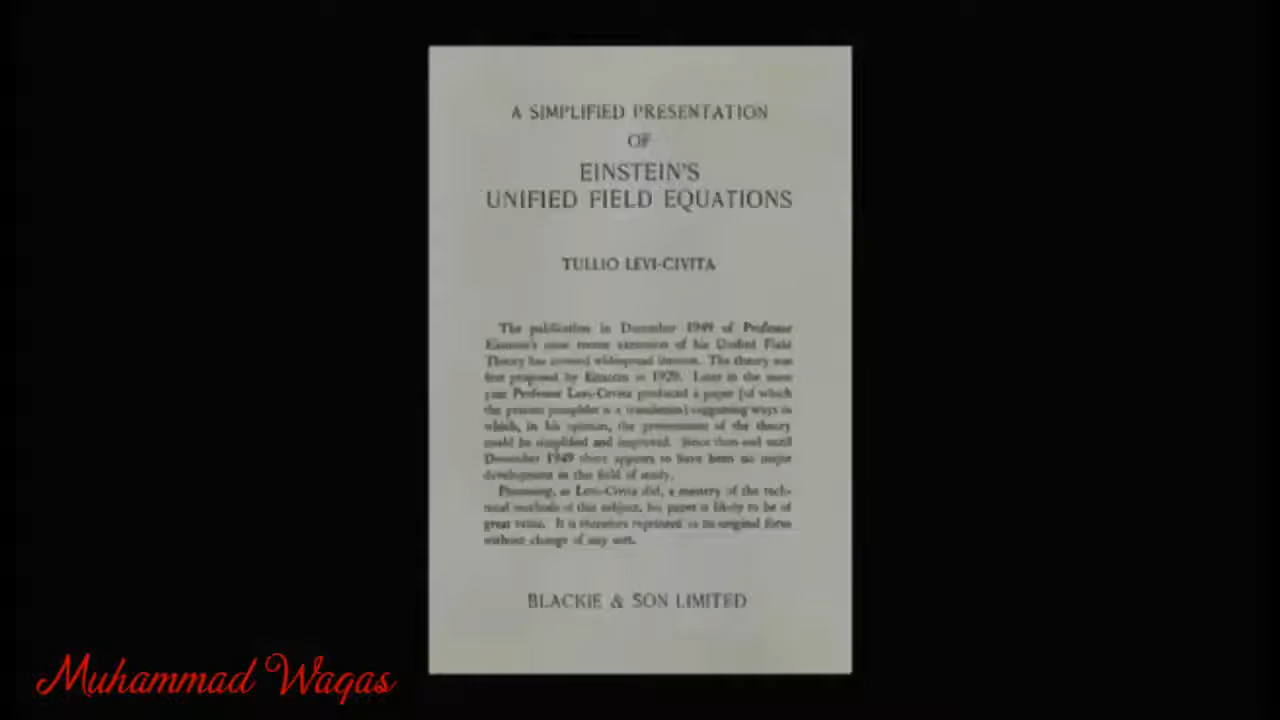 A SIMPLIFIED PRESENTATION
OF
EINSTEIN'S
UNIFIED FIELD EQUATIONS
TULLIO LEVI-CIVITA
The publication in December 1949 of Professor
Einstein's most recent extension of his Unified Field
Theory has aroused widespread interest. The theory was
first proposed by Einstein in 1929. Later in the same
year Professor Levi-Civita produced a paper (of which
the present pamphlet is a translation) suggesting ways in
which, in his opinion, the presentation of the theory
could be simplified and improved. Since then and until
December 1949 there appears to have been no major
development in this field of study.
Possessing, as Levi-Civita did, a mastery of the tech-
nical methods of this subject, his paper is likely to be of
great value. It is therefore reprinted in its original form
without change of any sort.
BLACKIE & SON LIMITED
Muhammad Waqas